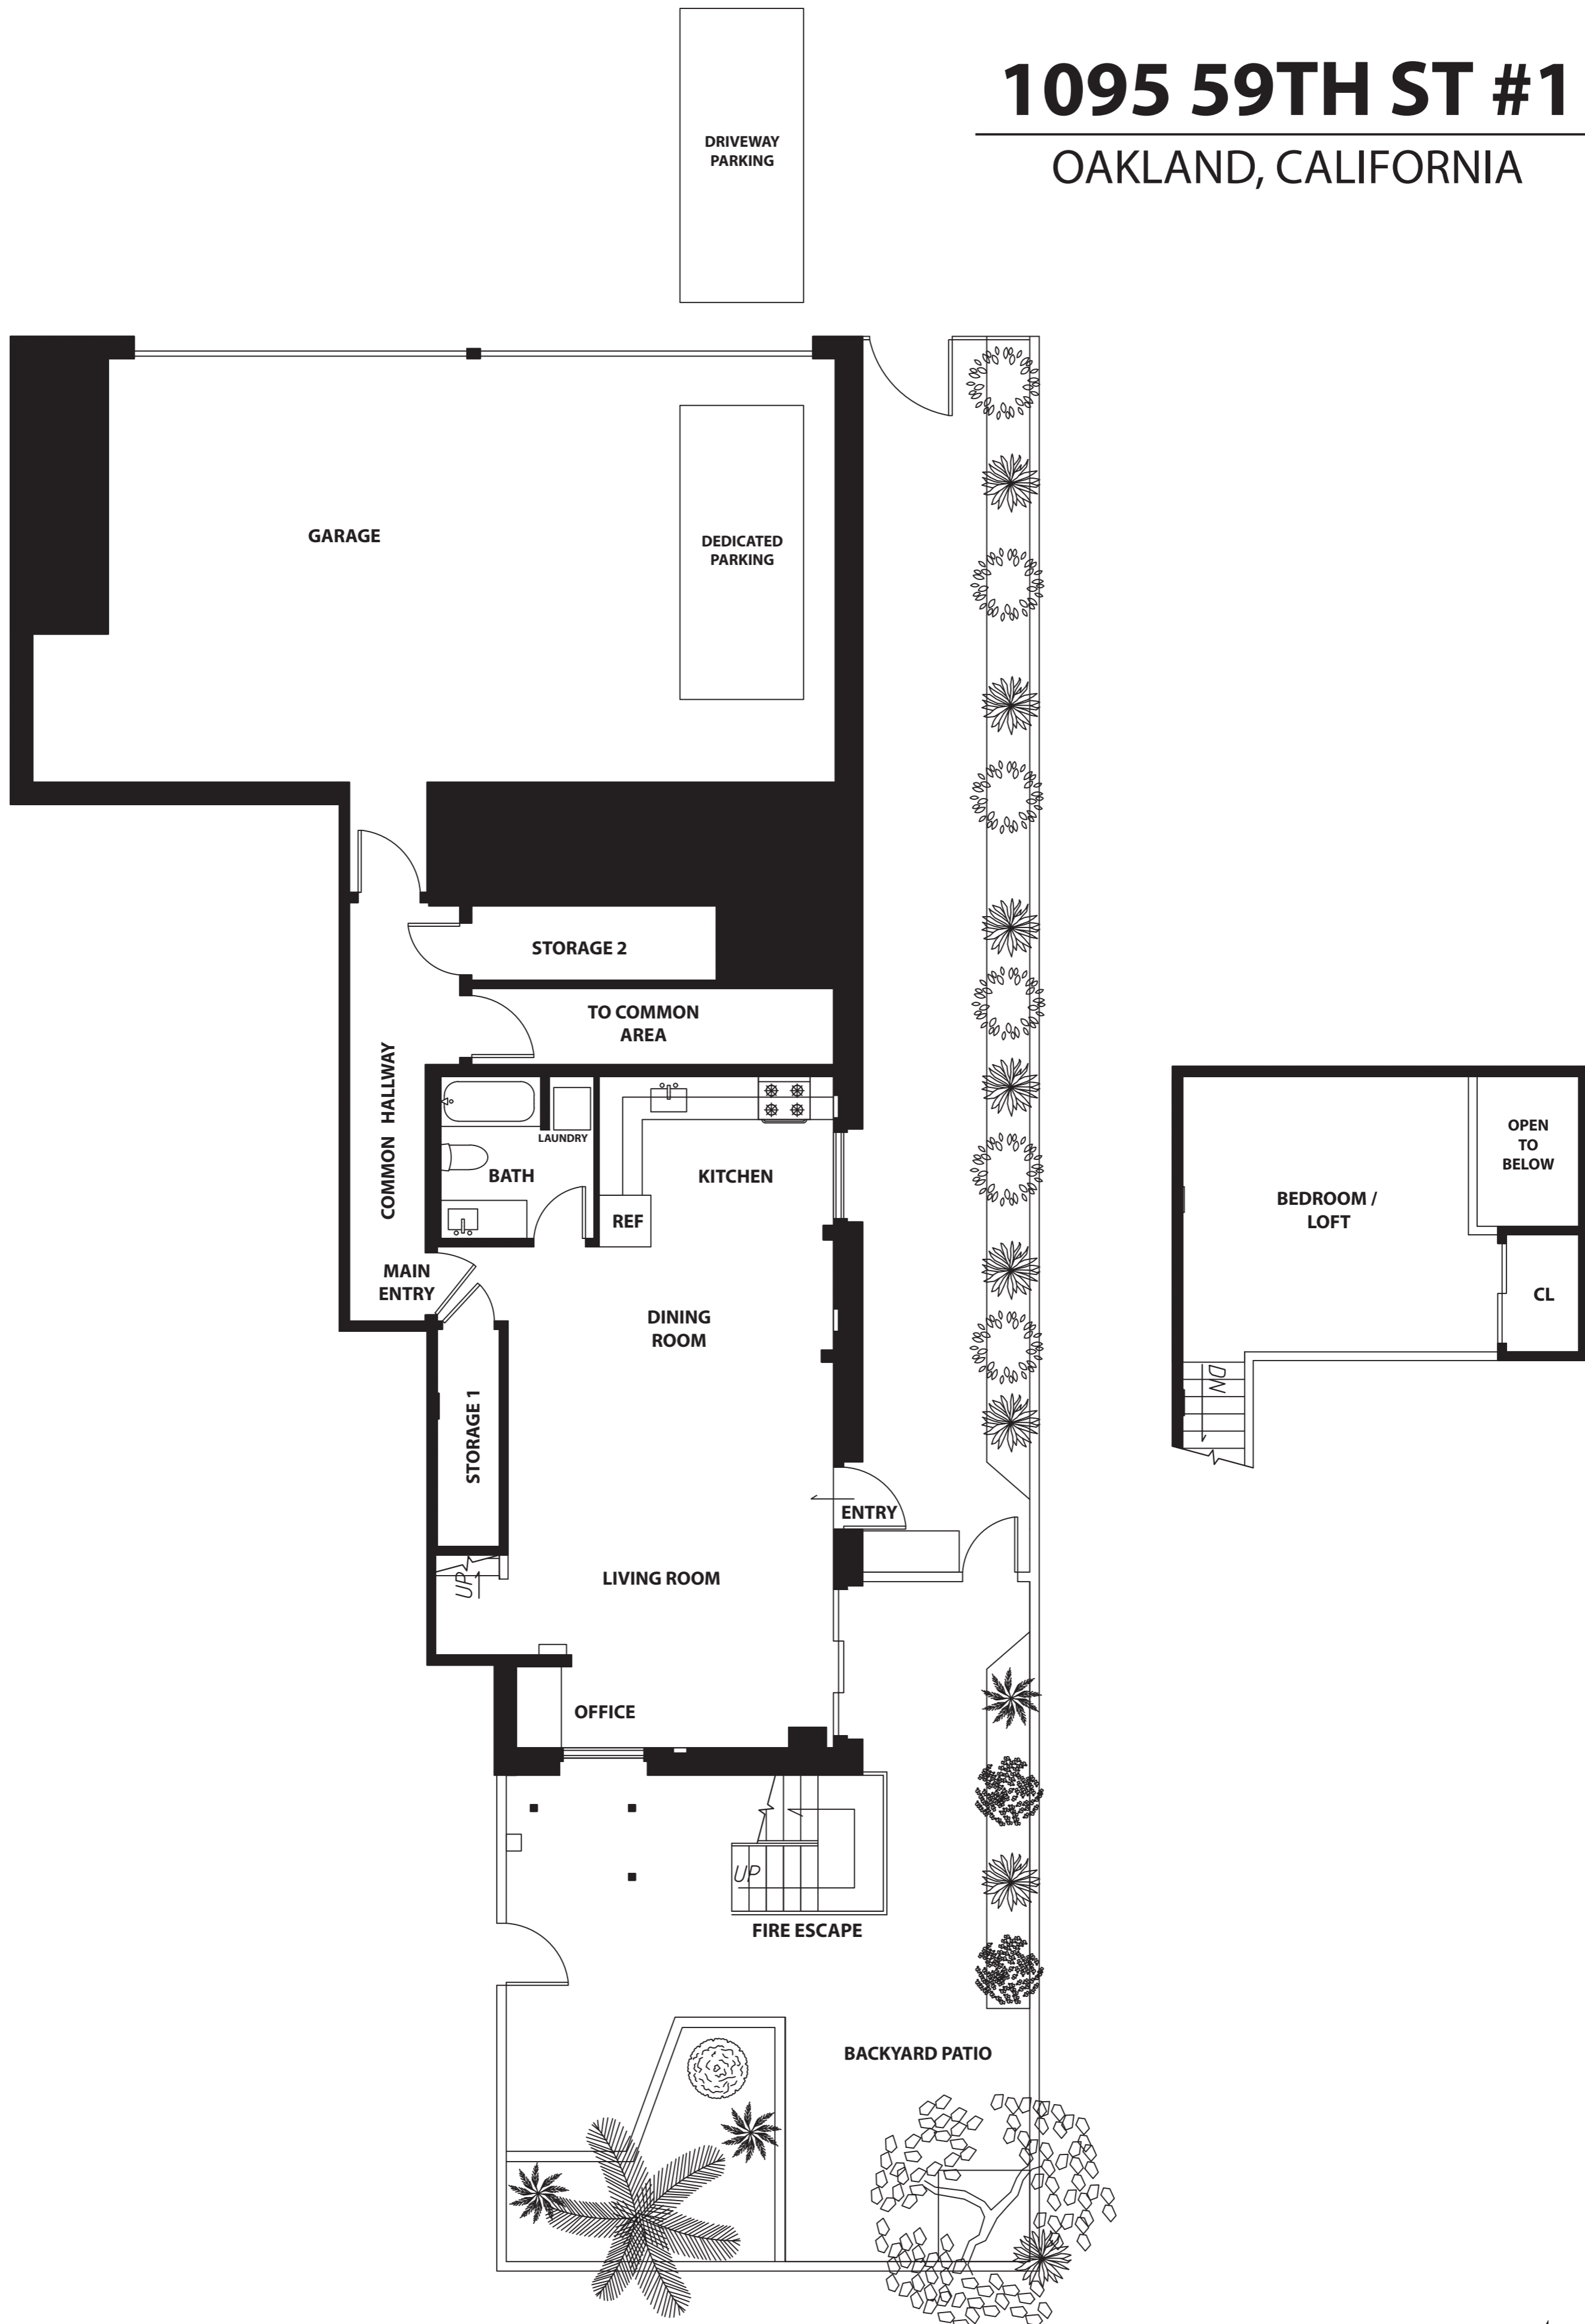 1095 59TH ST #1
OAKLAND, CALIFORNIA
DRIVEWAY
PARKING
GARAGE
DEDICATED
PARKING
STORAGE 2
TO COMMON
AREA
COMMON HALLWAY
LAUNDRY
BATH
KITCHEN
REF
MAIN
ENTRY
DINING
ROOM
STORAGE 1
ENTRY
UP
LIVING ROOM
OFFICE
UP
FIRE ESCAPE
BACKYARD PATIO
OPEN
TO
BELOW
BEDROOM /
LOFT
CL
DN